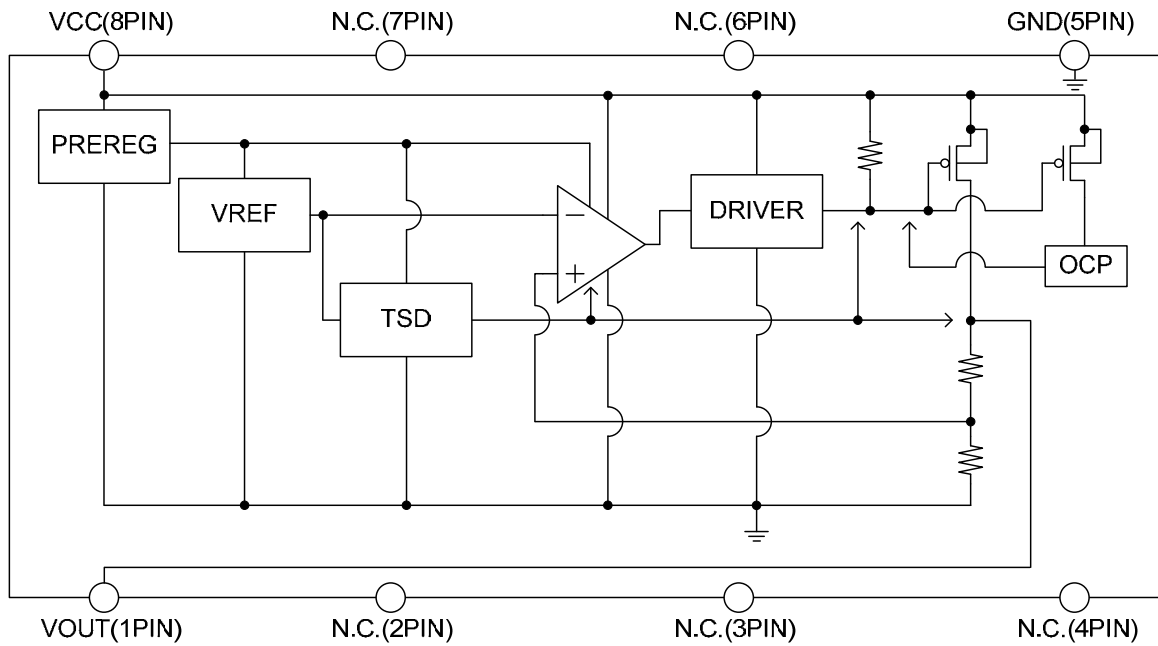 VCC(8PIN)
N.C.(7PIN)
N.C.(6PIN)
GND(5PIN)
PREREG
VREF
TSD
−
+
DRIVER
OCP
VOUT(1PIN)
N.C.(2PIN)
N.C.(3PIN)
N.C.(4PIN)